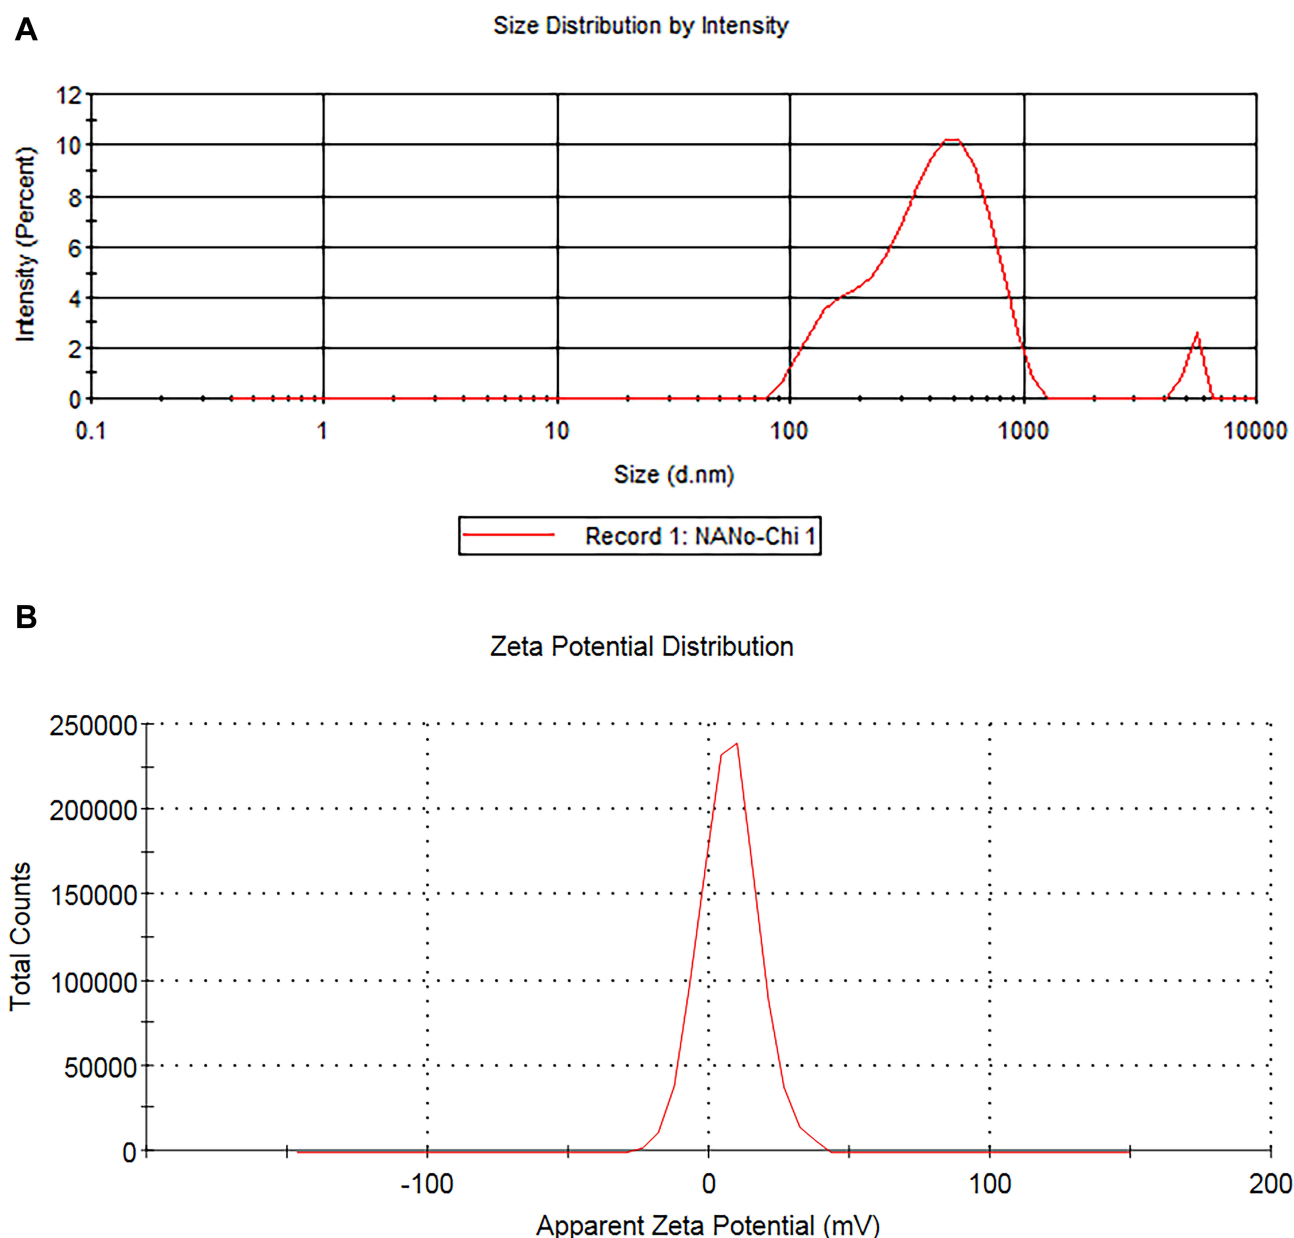 A
Size Distribution by Intensity
Intensity (Percent)
12
10
8
6
4
2
0
0.1 1 10 100 1000 10000
Size (d.nm)
Record 1: NANo-Chi 1
B
Zeta Potential Distribution
Total Counts
250000
200000
150000
100000
50000
0
-100 0 100 200
Apparent Zeta Potential (mV)